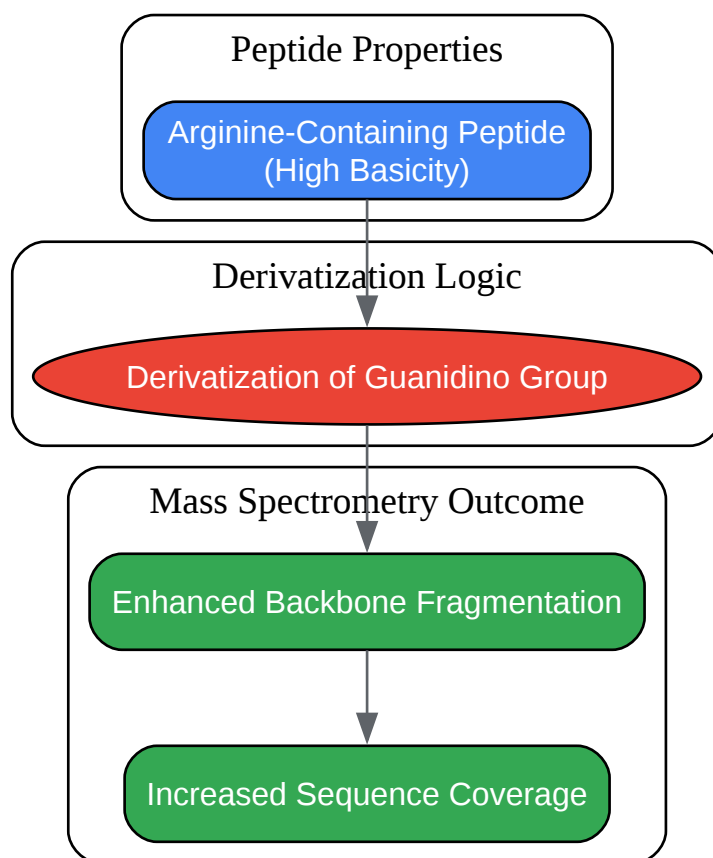 Peptide Properties
Arginine-Containing Peptide
(High Basicity)
Derivatization Logic
Derivatization of Guanidino Group
Mass Spectrometry Outcome
Enhanced Backbone Fragmentation
Increased Sequence Coverage